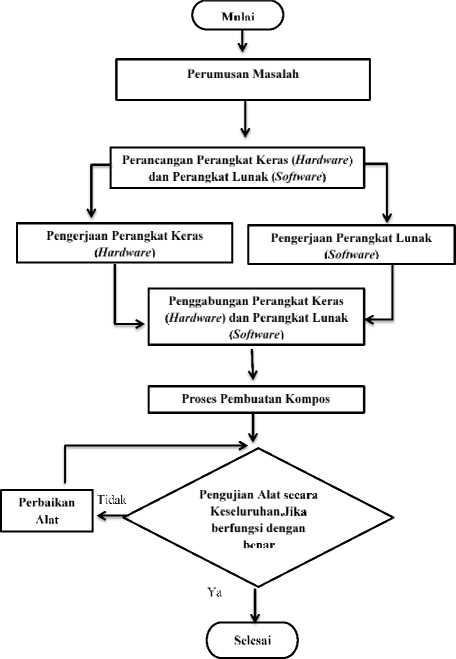 Mulai
Perumusan Masalah
Perancangan Perangkat Keras (Hardware)
dan Perangkat Lunak (Software)
Pengerjaan Perangkat Keras
(Hardware)
Pengerjaan Perangkat Lunak
(Software)
Penggabungan Perangkat Keras
(Hardware) dan Perangkat Lunak
(Software)
Proses Pembuatan Kompos
Perbaikan
Alat
Tidak
Pengujian Alat secara
Keseluruhan,Jika
berfungsi dengan
benar
Ya
Selesai